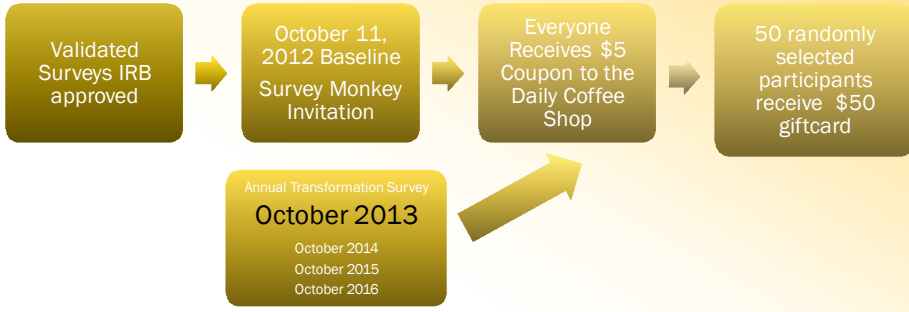 Validated
Surveys IRB
approved
October 11,
2012 Baseline
Survey Monkey
Invitation
Everyone
Receives $5
Coupon to the
Daily Coffee
Shop
50 randomly
selected
participants
receive $50
giftcard
Annual Transformation Survey
October 2013
October 2014
October 2015
October 2016